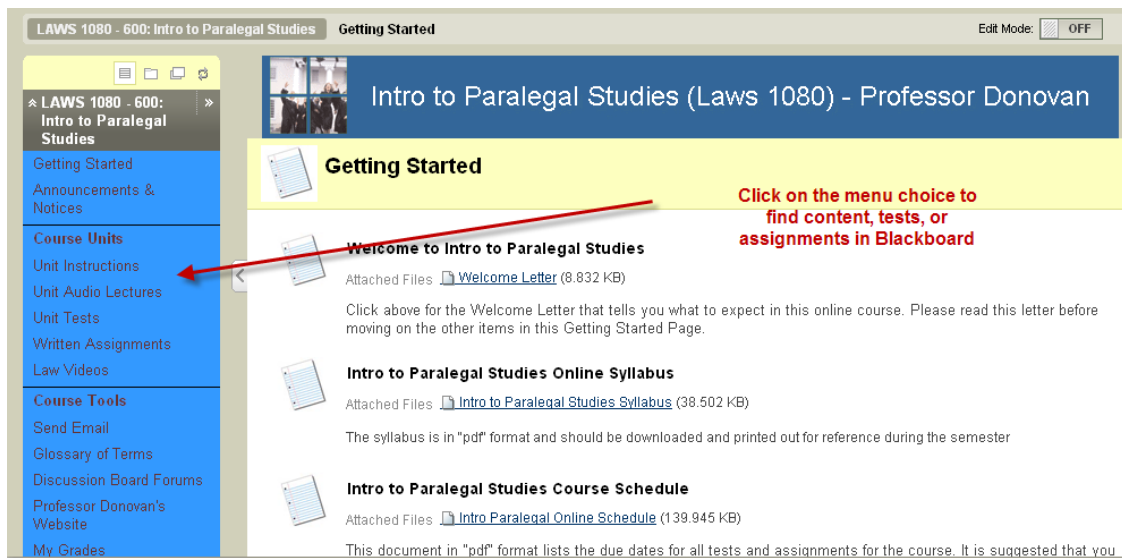 LAWS 1080 - 600: Intro to Paralegal Studies Getting Started Edit Mode: OFF
LAWS 1080 - 600:
Intro to Paralegal
Studies
Getting Started
Announcements &
Notices
Course Units
Unit Instructions
Unit Audio Lectures
Unit Tests
Written Assignments
Law Videos
Course Tools
Send Email
Glossary of Terms
Discussion Board Forums
Professor Donovan's
Website
My Grades
Intro to Paralegal Studies (Laws 1080) - Professor Donovan
Getting Started
Click on the menu choice to
find content, tests, or
assignments in Blackboard
Welcome to Intro to Paralegal Studies
Attached Files Welcome Letter (8.832 KB)
Click above for the Welcome Letter that tells you what to expect in this online course. Please read this letter before
moving on the other items in this Getting Started Page.
Intro to Paralegal Studies Online Syllabus
Attached Files Intro to Paralegal Studies Syllabus (38.502 KB)
The syllabus is in "pdf" format and should be downloaded and printed out for reference during the semester
Intro to Paralegal Studies Course Schedule
Attached Files Intro Paralegal Online Schedule (139.945 KB)
This document in "pdf" format lists the due dates for all tests and assignments for the course. It is suggested that you